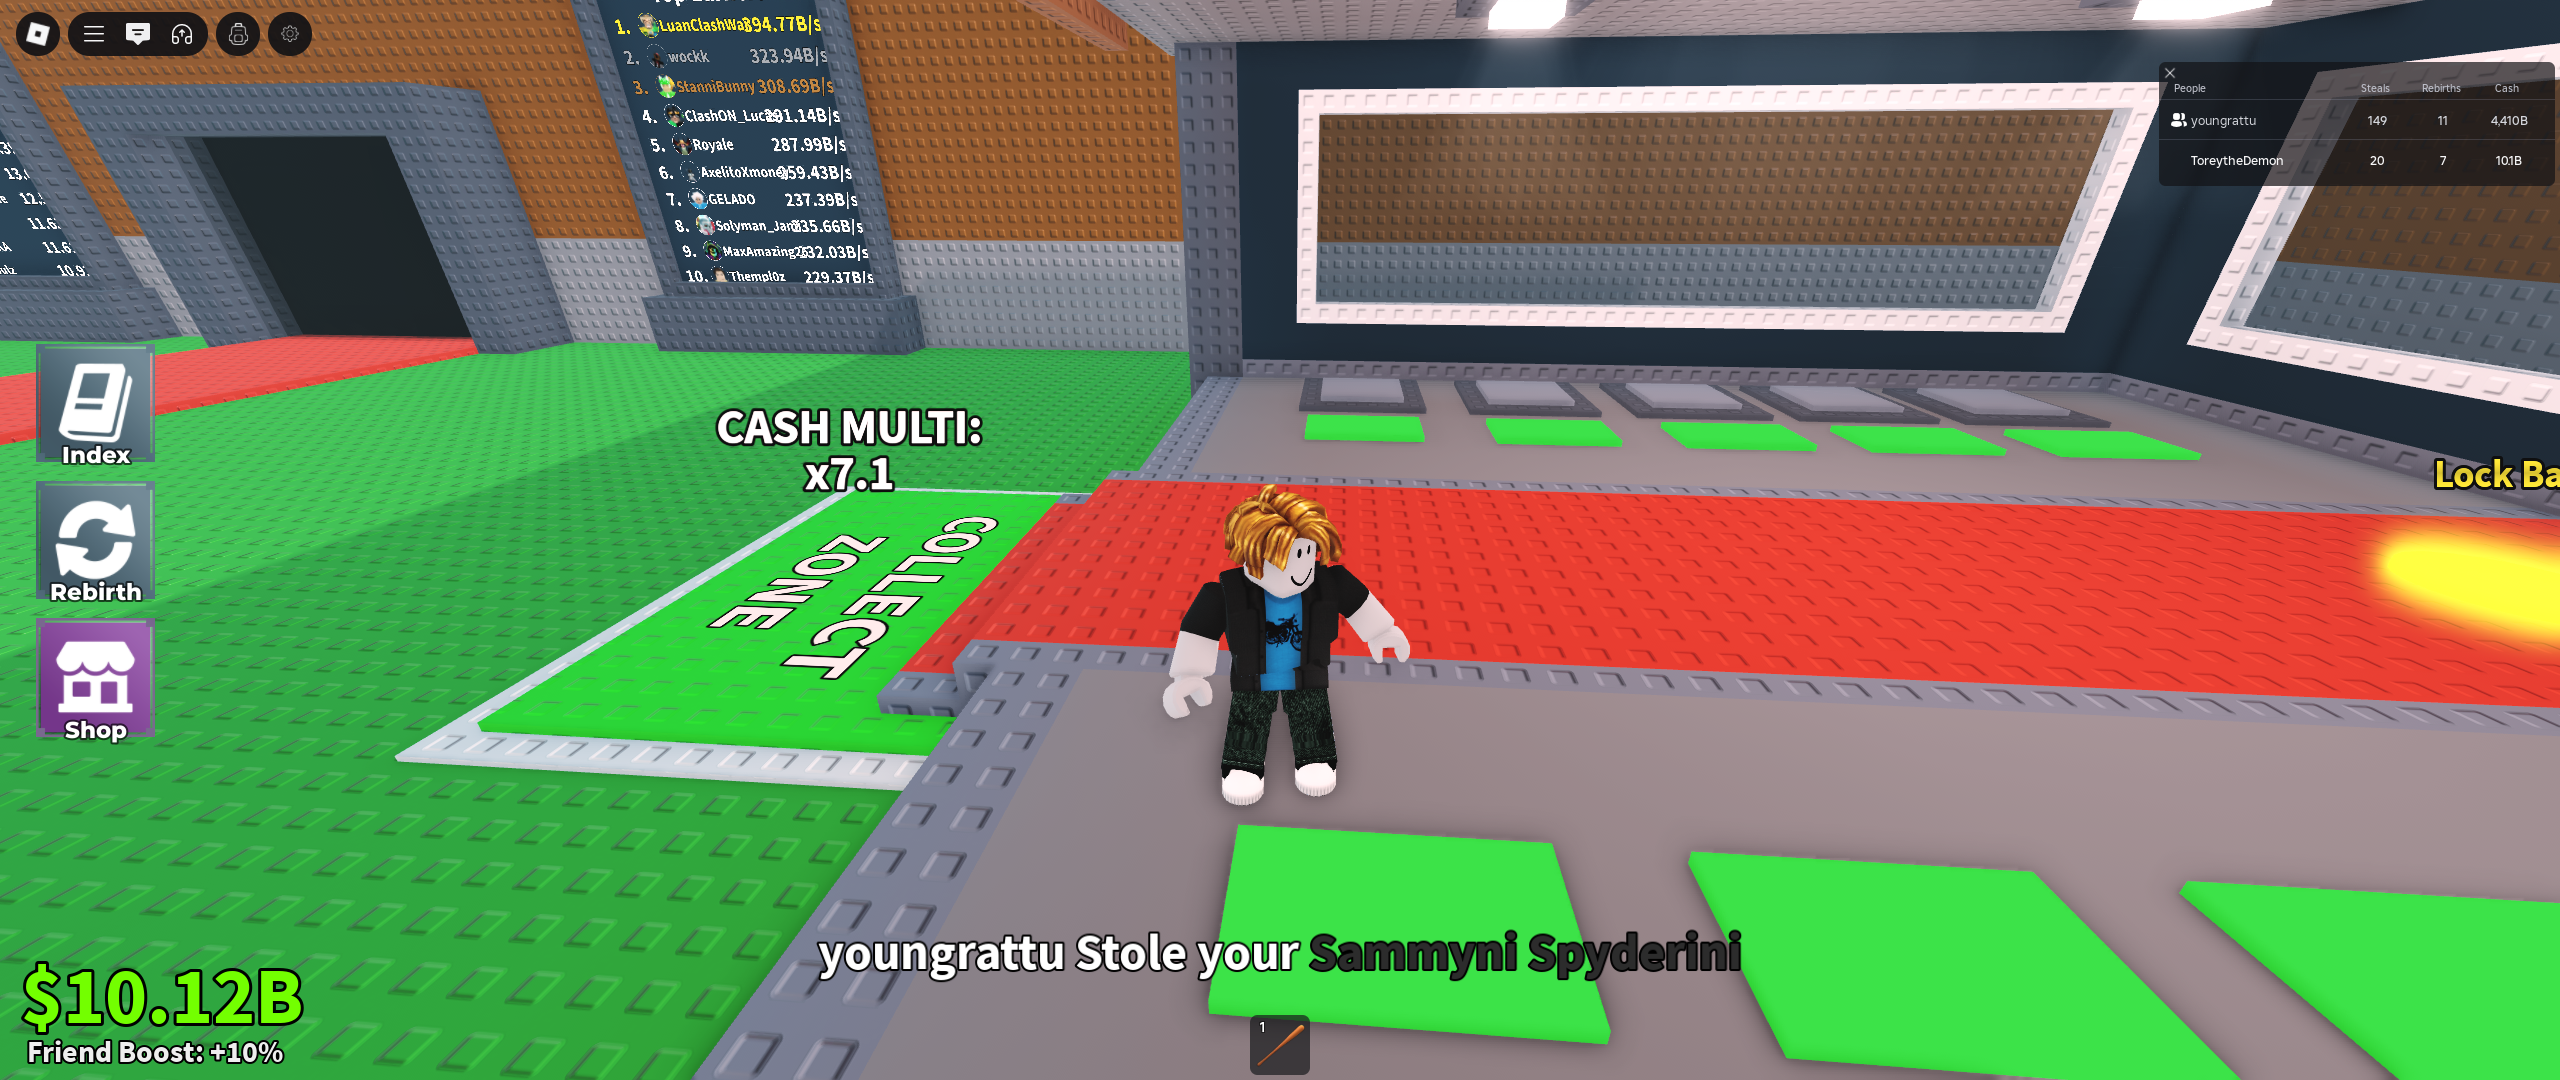 1. LuanClashWa 394.77B/s
2. wockk 323.94B/s
3. StanniBunny 308.69B/s
4. ClashON_Luc 291.14B/s
5. Royale 287.99B/s
6. AxelitoXmone 259.43B/s
7. GELADO 237.39B/s
8. Solyman_Jan 235.66B/s
9. MaxAmazing 232.03B/s
10. Thempl0z 229.37B/s
13.
12.
11.6
11.6
10.9
People Steals Rebirths Cash
youngrattu 149 11 4,410B
ToreytheDemon 20 7 10.1B
Index
Rebirth
Shop
CASH MULTI:
x7.1
COLLECT
ZONE
Lock Ba
youngrattu Stole your Sammyni Spyderini
$10.12B
Friend Boost: +10%
1